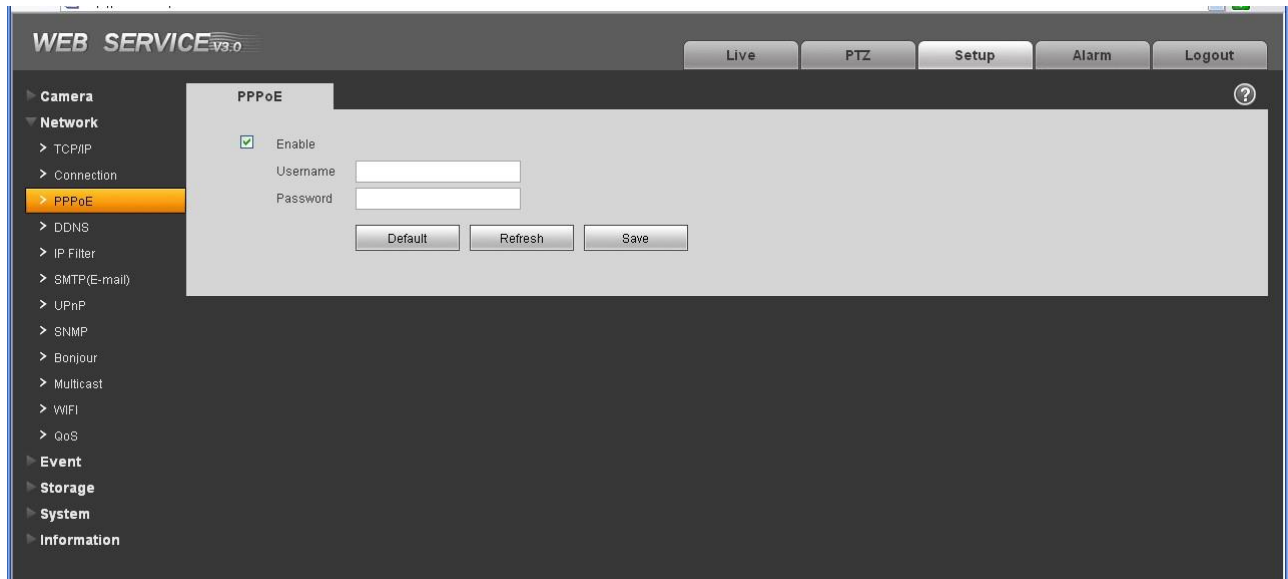 WEB SERVICE V3.0
Live
PTZ
Setup
Alarm
Logout
Camera
Network
> TCP/IP
> Connection
> PPPoE
> DDNS
> IP Filter
> SMTP(E-mail)
> UPnP
> SNMP
> Bonjour
> Multicast
> WIFI
> QoS
Event
Storage
System
Information
PPPoE
?
Enable
Username
Password
Default
Refresh
Save